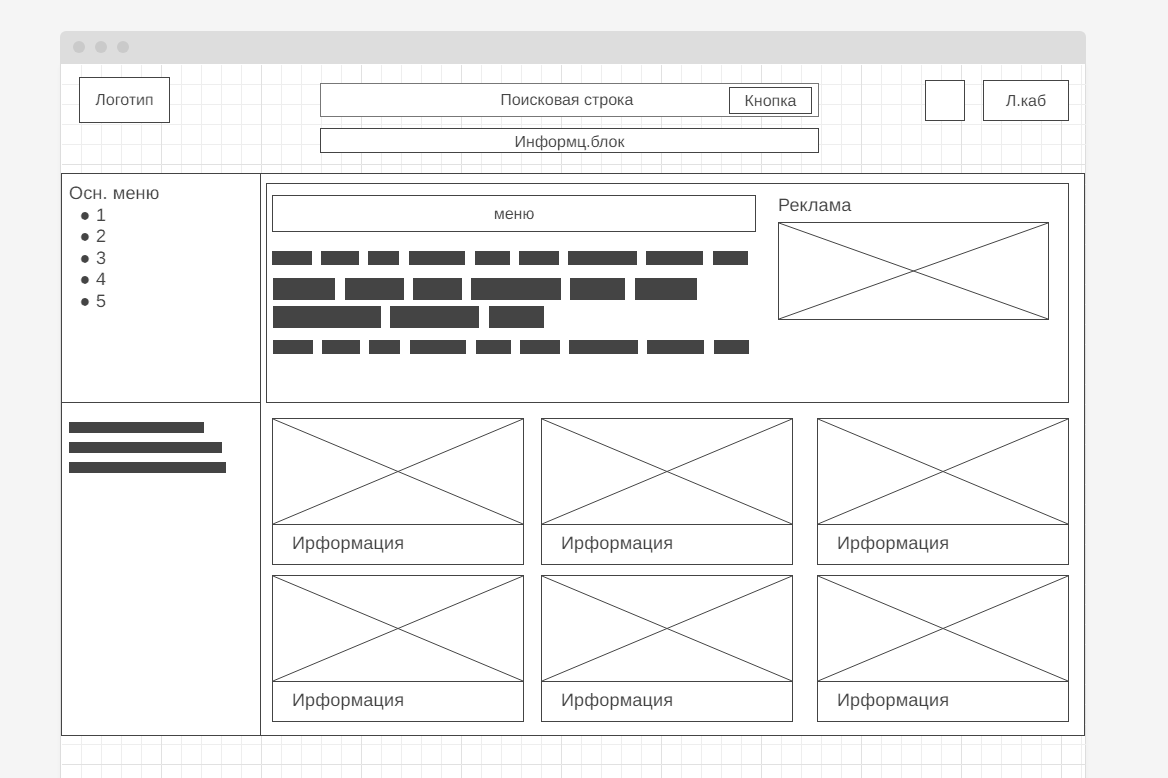 Логотип
Поисковая строка
Кнопка
Л.каб
Информц.блок
Осн. меню
● 1
● 2
● 3
● 4
● 5
меню
Реклама
Ирформация
Ирформация
Ирформация
Ирформация
Ирформация
Ирформация